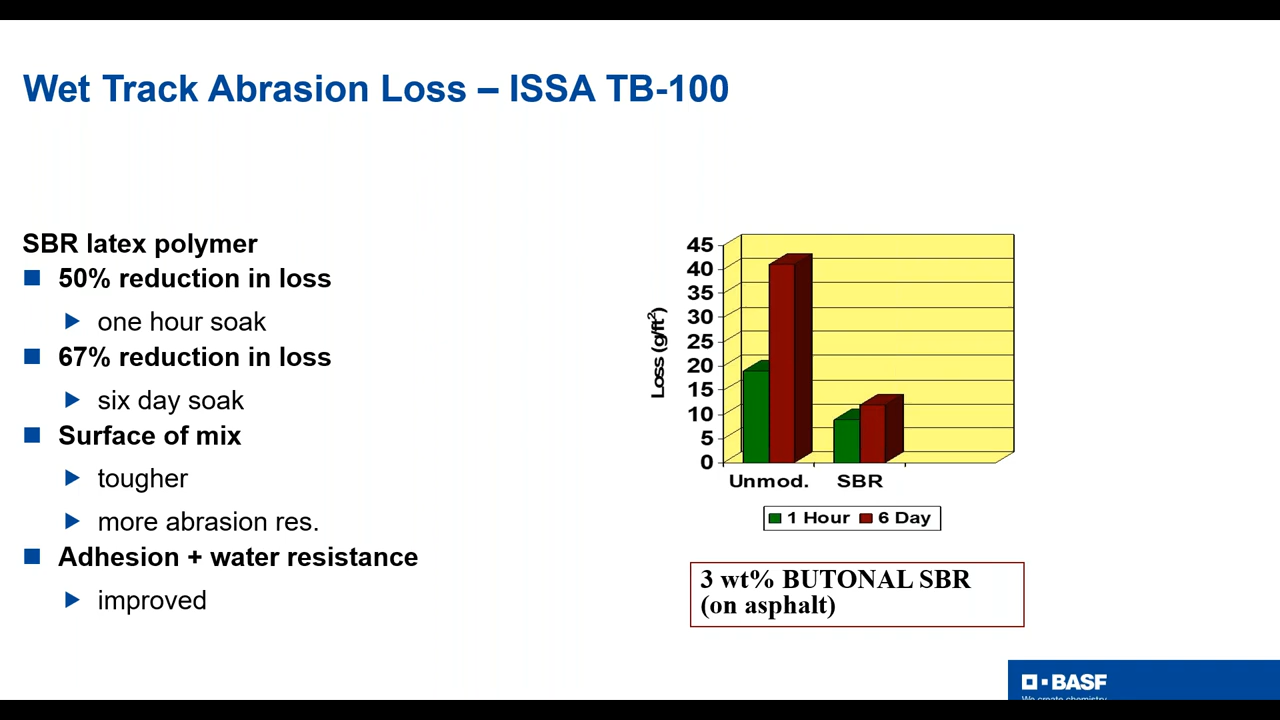 Wet Track Abrasion Loss – ISSA TB-100
SBR latex polymer
50% reduction in loss
one hour soak
67% reduction in loss
six day soak
Surface of mix
tougher
more abrasion res.
Adhesion + water resistance
improved
Loss (g/ft²)
45
40
35
30
25
20
15
10
5
0
Unmod. SBR
1 Hour 6 Day
3 wt% BUTONAL SBR
(on asphalt)
BASF
We create chemistry